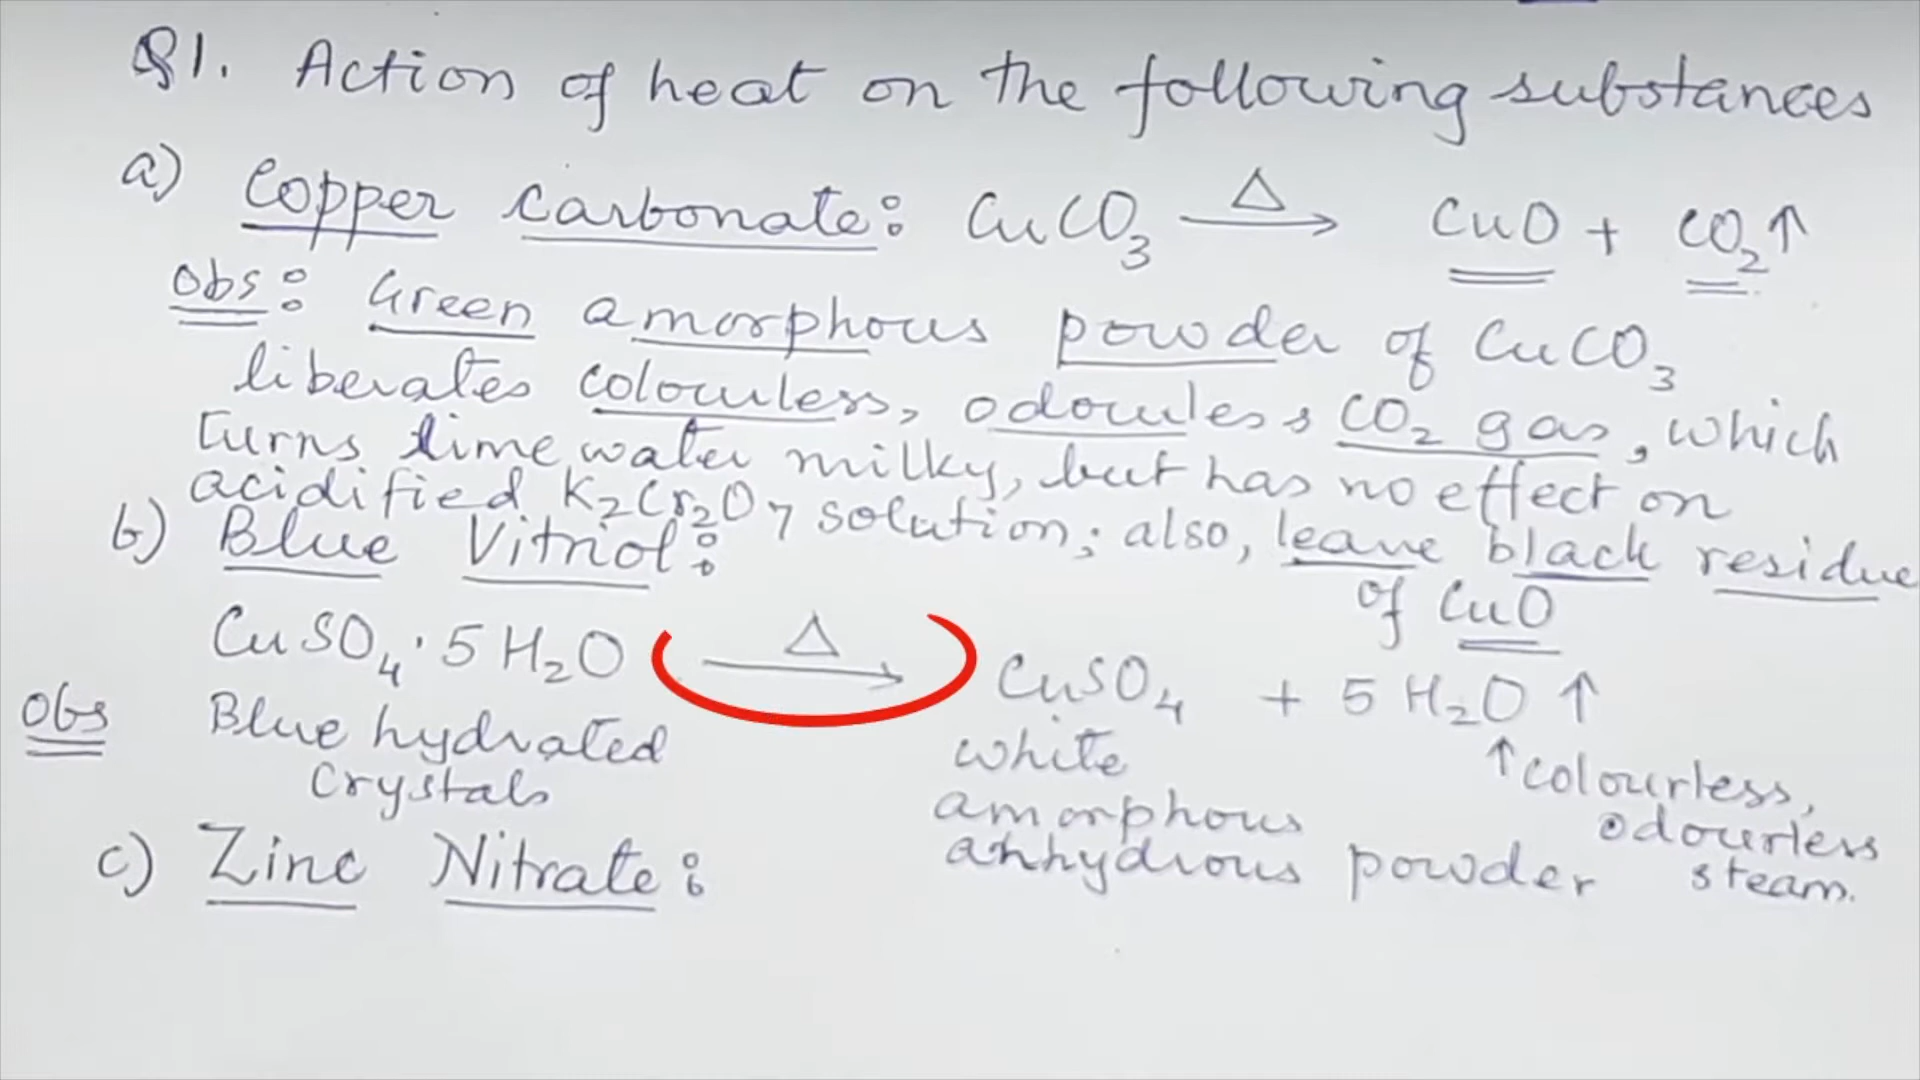 Q1. Action of heat on the following substances
a) Copper carbonate: CuCO₃ →Δ CuO + CO₂↑
Obs: Green amorphous powder of CuCO₃
liberates colourless, odourless CO₂ gas, which
turns lime water milky, but has no effect on
acidified K₂Cr₂O₇ solution; also, leave black residue
of CuO
b) Blue Vitriol:
CuSO₄·5H₂O →Δ CuSO₄ + 5H₂O↑
Obs Blue hydrated crystals
white amorphous anhydrous powder
↑colourless, odourless steam.
c) Zinc Nitrate: